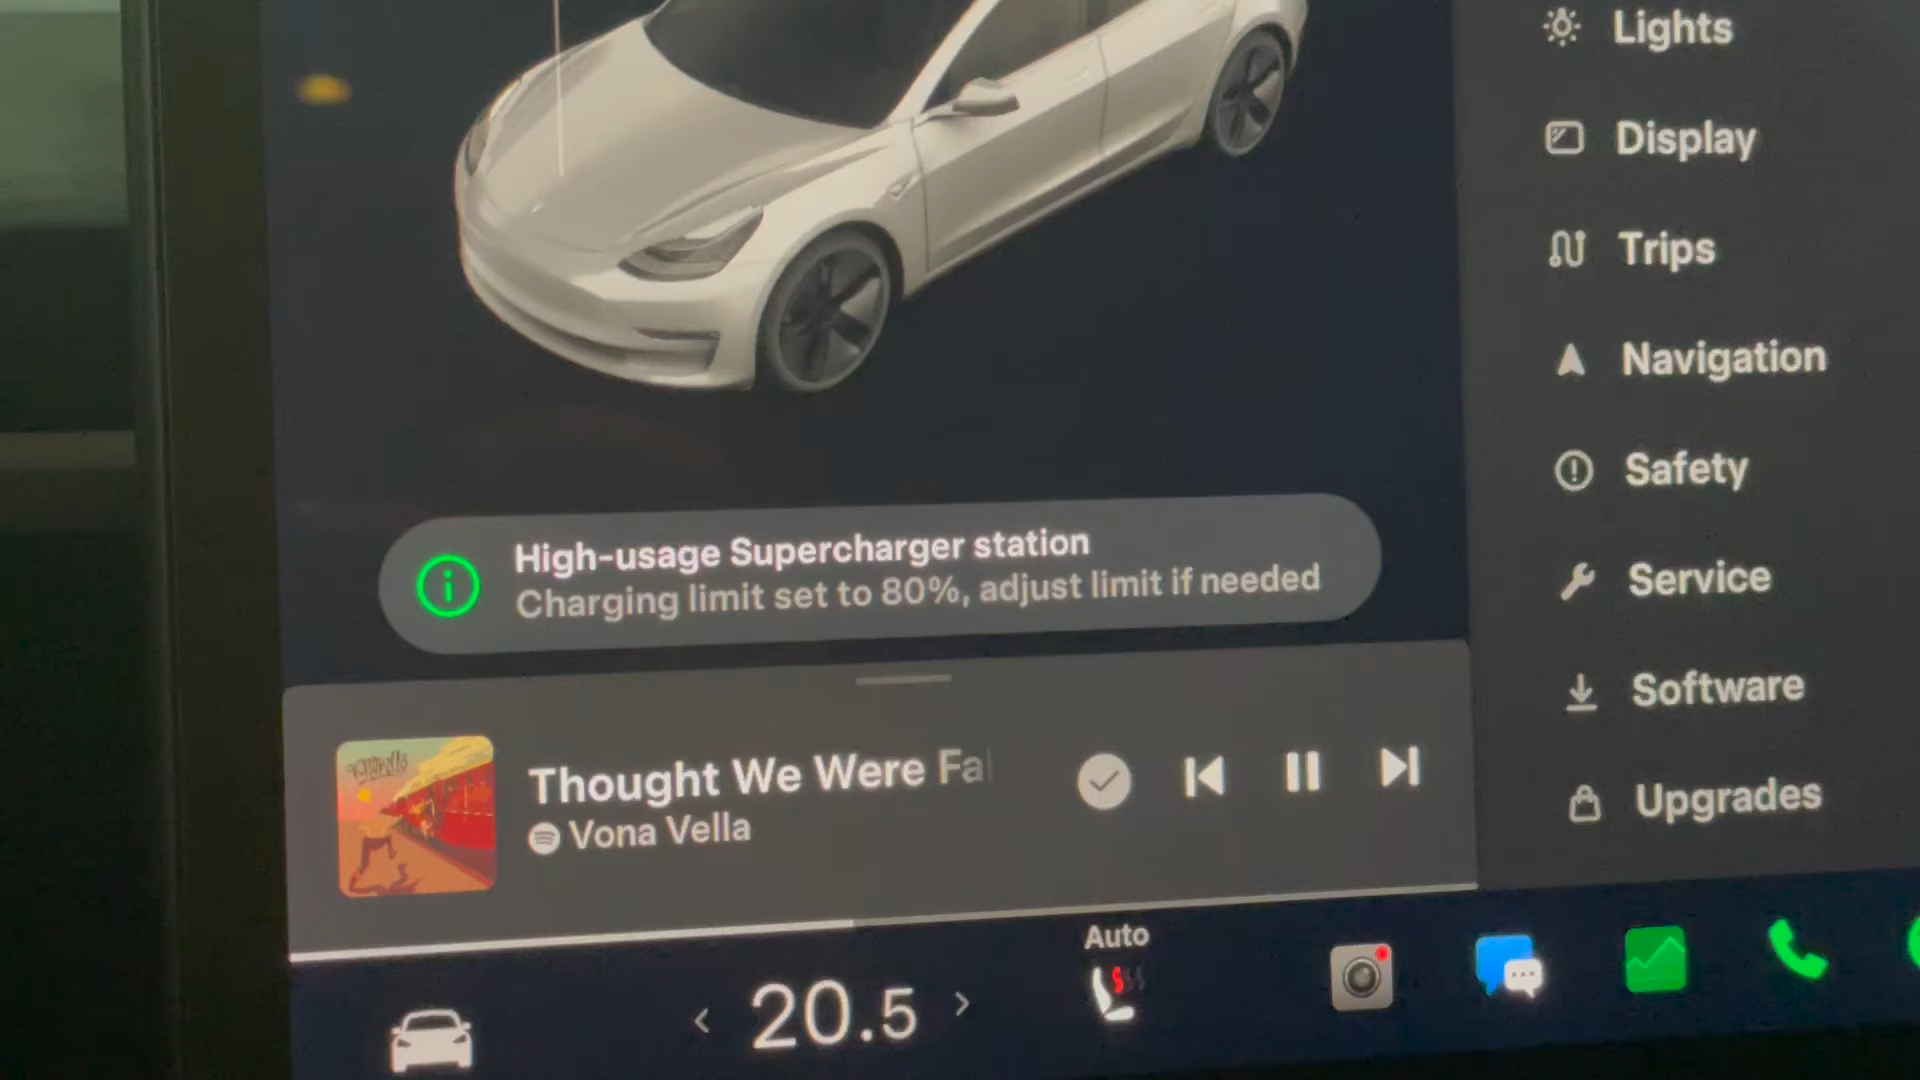 High-usage Supercharger station
Charging limit set to 80%, adjust limit if needed
Thought We Were Fal
Vona Vella
Auto
20.5
Lights
Display
Trips
Navigation
Safety
Service
Software
Upgrades